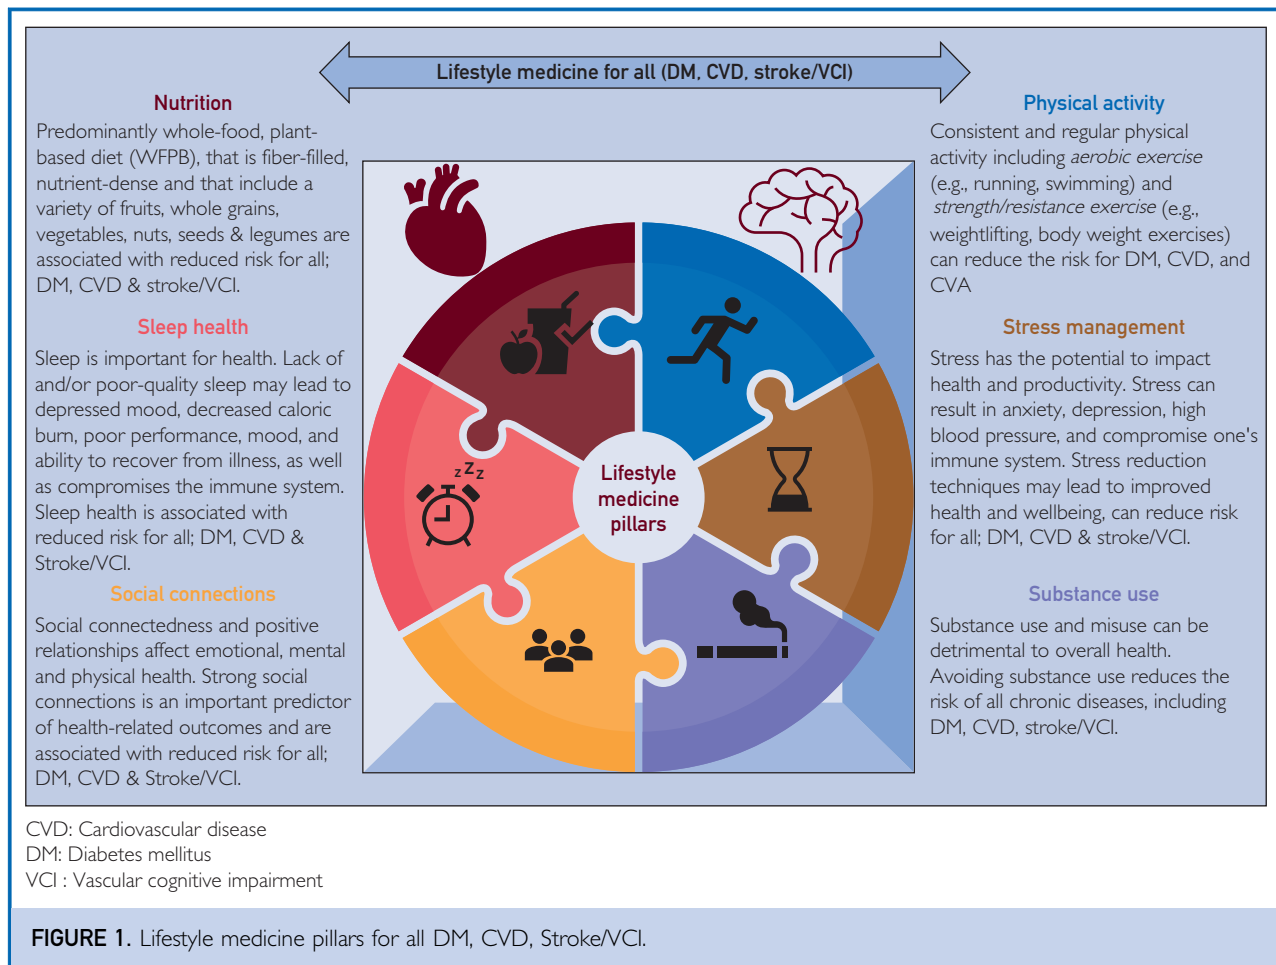 Lifestyle medicine for all (DM, CVD, stroke/VCI)
Nutrition
Predominantly whole-food, plant-
based diet (WFPB), that is fiber-filled,
nutrient-dense and that include a
variety of fruits, whole grains,
vegetables, nuts, seeds & legumes are
associated with reduced risk for all;
DM, CVD & stroke/VCI.
Sleep health
Sleep is important for health. Lack of
and/or poor-quality sleep may lead to
depressed mood, decreased caloric
burn, poor performance, mood, and
ability to recover from illness, as well
as compromises the immune system.
Sleep health is associated with
reduced risk for all; DM, CVD &
Stroke/VCI.
Social connections
Social connectedness and positive
relationships affect emotional, mental
and physical health. Strong social
connections is an important predictor
of health-related outcomes and are
associated with reduced risk for all;
DM, CVD & Stroke/VCI.
z z z
Lifestyle
medicine
pillars
Physical activity
Consistent and regular physical
activity including aerobic exercise
(e.g., running, swimming) and
strength/resistance exercise (e.g.,
weightlifting, body weight exercises)
can reduce the risk for DM, CVD, and
CVA
Stress management
Stress has the potential to impact
health and productivity. Stress can
result in anxiety, depression, high
blood pressure, and compromise one's
immune system. Stress reduction
techniques may lead to improved
health and wellbeing, can reduce risk
for all; DM, CVD & stroke/VCI.
Substance use
Substance use and misuse can be
detrimental to overall health.
Avoiding substance use reduces the
risk of all chronic diseases, including
DM, CVD, stroke/VCI.
CVD: Cardiovascular disease
DM: Diabetes mellitus
VCI : Vascular cognitive impairment
FIGURE 1. Lifestyle medicine pillars for all DM, CVD, Stroke/VCI.